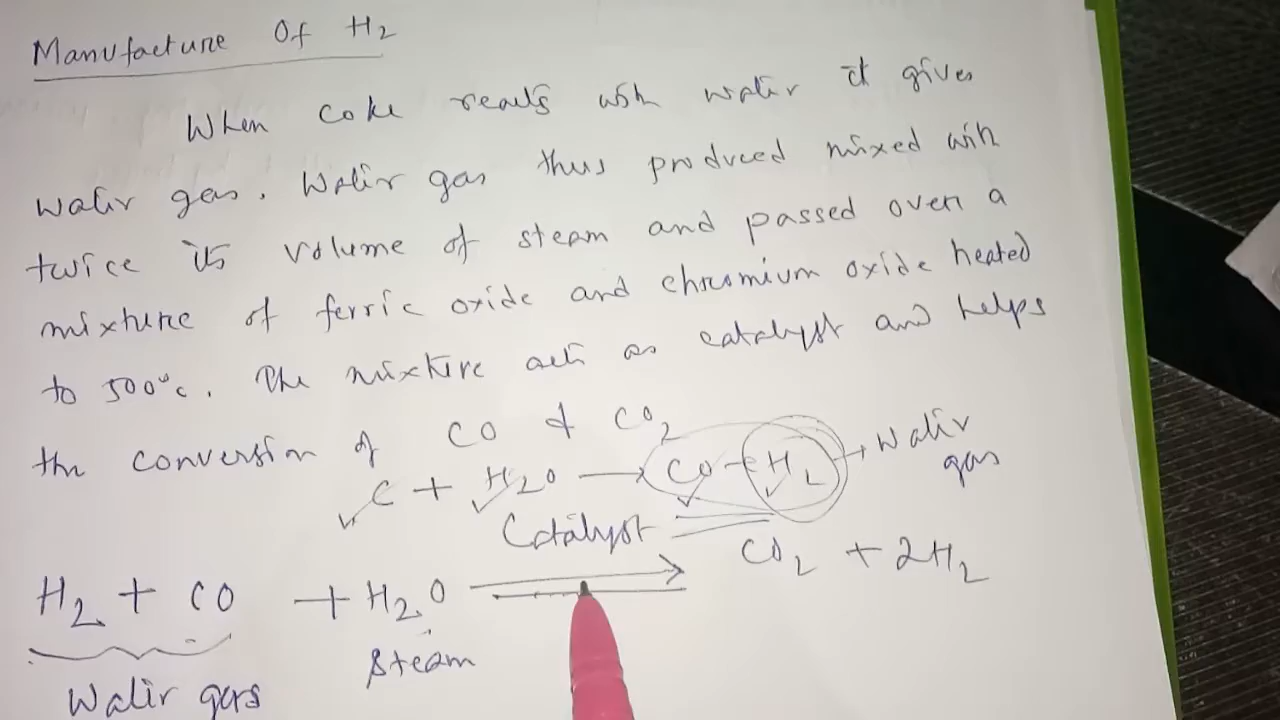 Manufacture Of H2
When coke reacts with water it gives
water gas. Water gas thus produced mixed with
twice its volume of steam and passed over a
mixture of ferric oxide and chromium oxide heated
to 500°c. The mixture acts as catalyst and helps
the conversion of CO & CO2
C + H2O → CO + H2 → Water gas
Catalyst
H2 + CO + H2O → CO2 + 2H2
Water gas steam